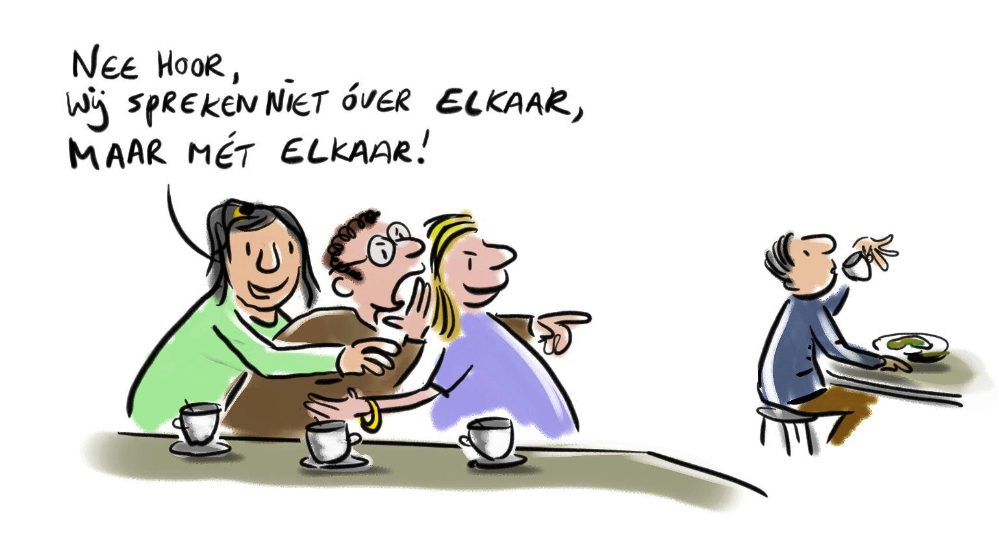 NEE HOOR,
WIJ SPREKEN NIET ÓVER ELKAAR,
MAAR MÉT ELKAAR!